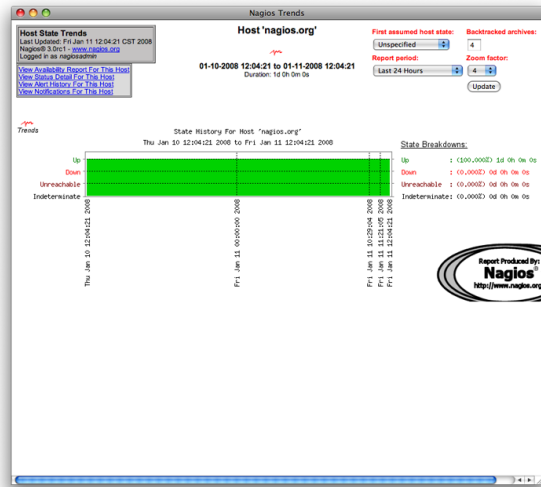 Nagios Trends
Host State Trends
Last Updated: Fri Jan 11 12:04:21 CST 2008
Nagios® 3.0rc1 - www.nagios.org
Logged in as nagiosadmin
View Availability Report For This Host
View Status Detail For This Host
View Alert History For This Host
View Notifications For This Host
Host 'nagios.org'
01-10-2008 12:04:21 to 01-11-2008 12:04:21
Duration: 1d 0h 0m 0s
First assumed host state:
Backtracked archives:
Unspecified
4
Report period:
Zoom factor:
Last 24 Hours
4
Update
Trends
State History For Host 'nagios.org'
Thu Jan 10 12:04:21 2008 to Fri Jan 11 12:04:21 2008
State Breakdowns:
Up
Down
Unreachable
Indeterminate
Up : (100.000%) 1d 0h 0m 0s
Down : (0.000%) 0d 0h 0m 0s
Unreachable : (0.000%) 0d 0h 0m 0s
Indeterminate: (0.000%) 0d 0h 0m 0s
Thu Jan 10 12:04:21 2008
Fri Jan 11 00:00:00 2008
Fri Jan 11 10:29:04 2008
Fri Jan 11 11:21:05 2008
Fri Jan 11 12:04:21 2008
Report Produced By:
Nagios®
http://www.nagios.org